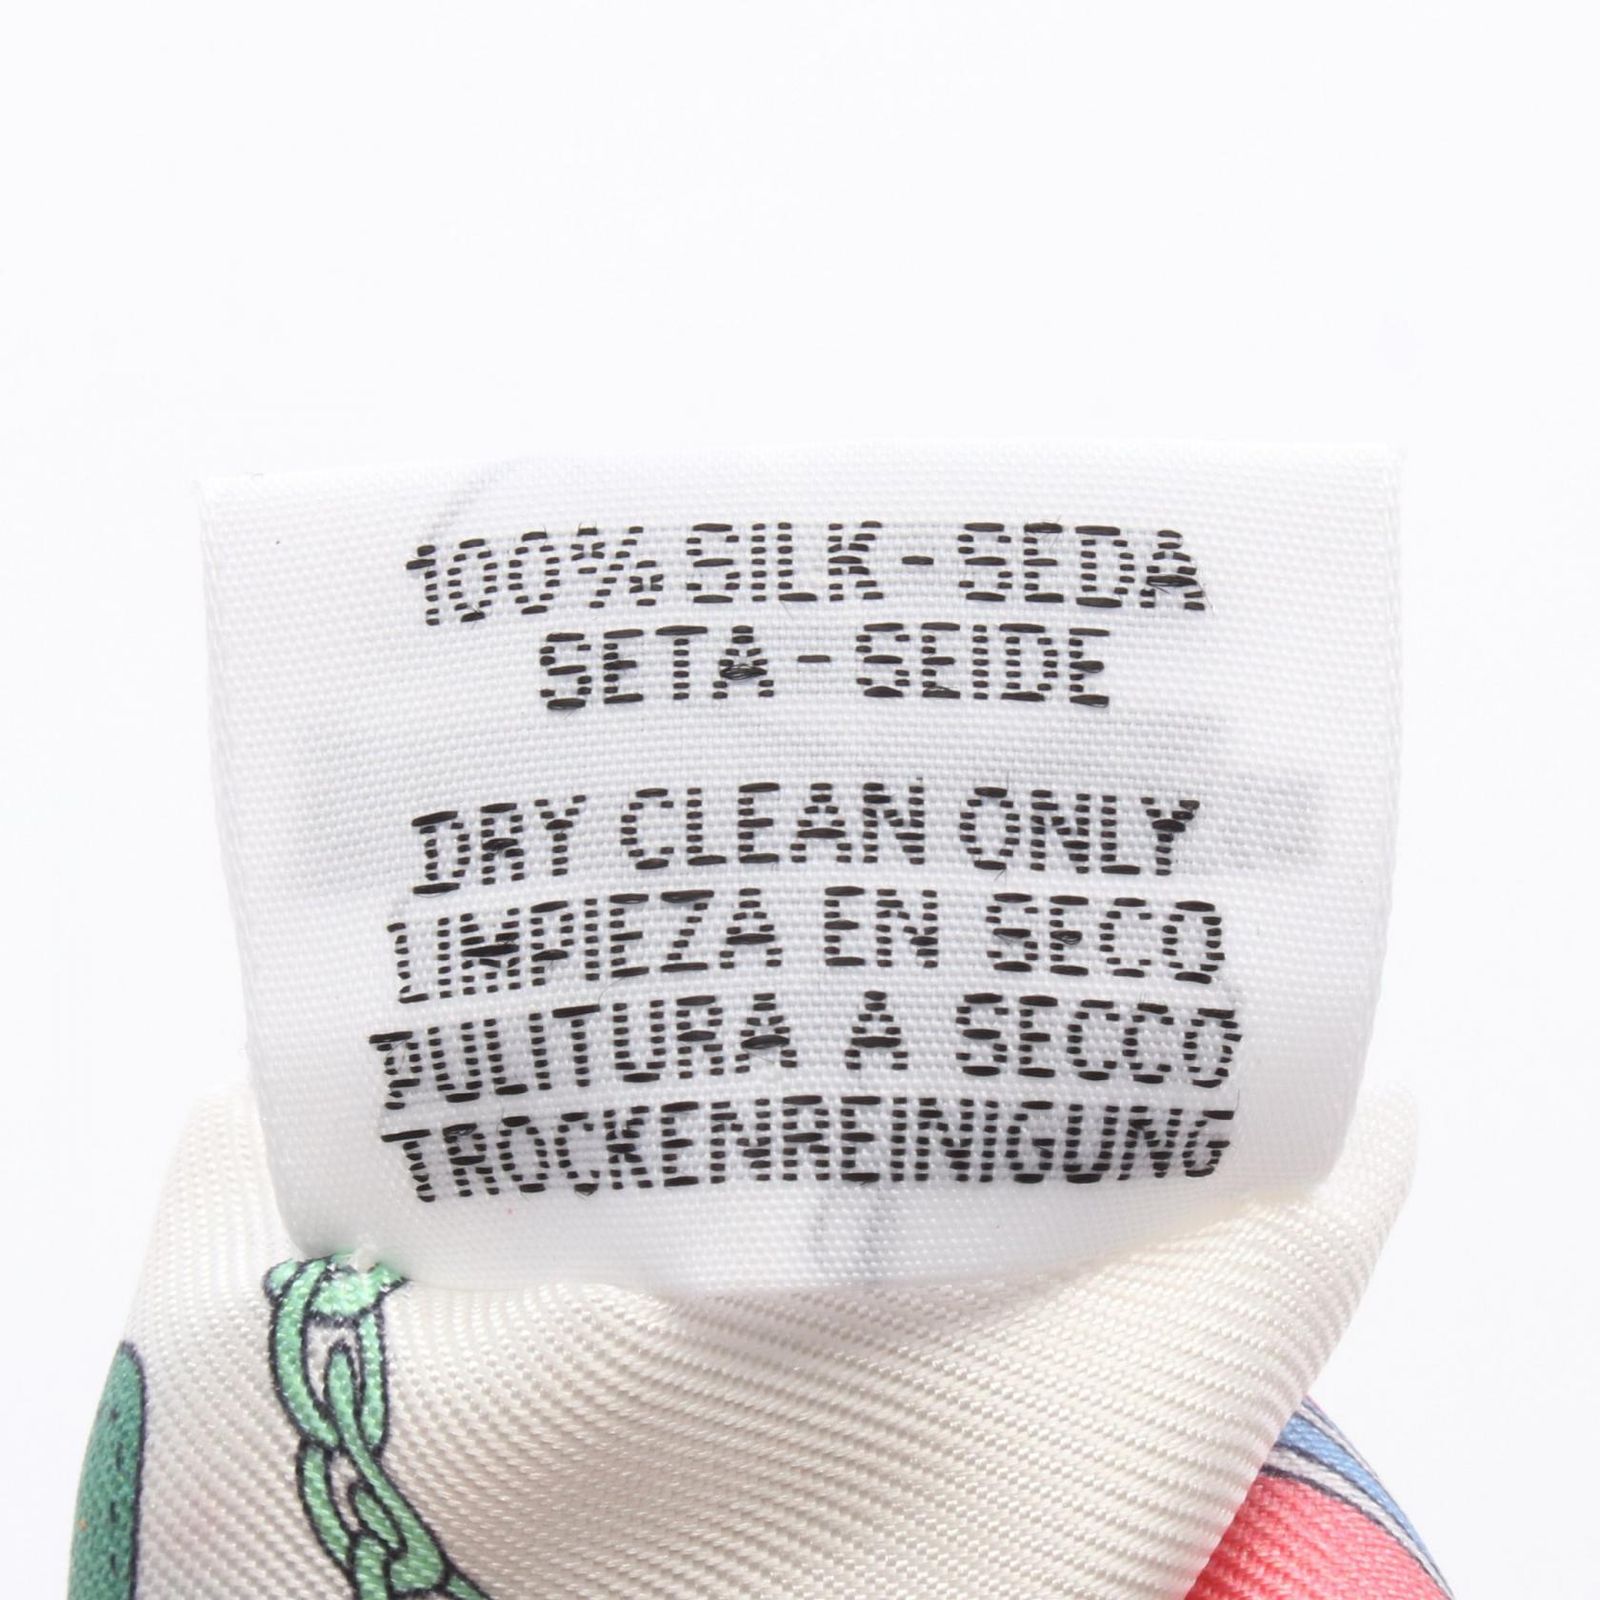 100% SILK - SEDA
SETA - SEIDE
DRY CLEAN ONLY
LIMPIEZA EN SECO
PULITURA A SECCO
TROCKENREINIGUNG